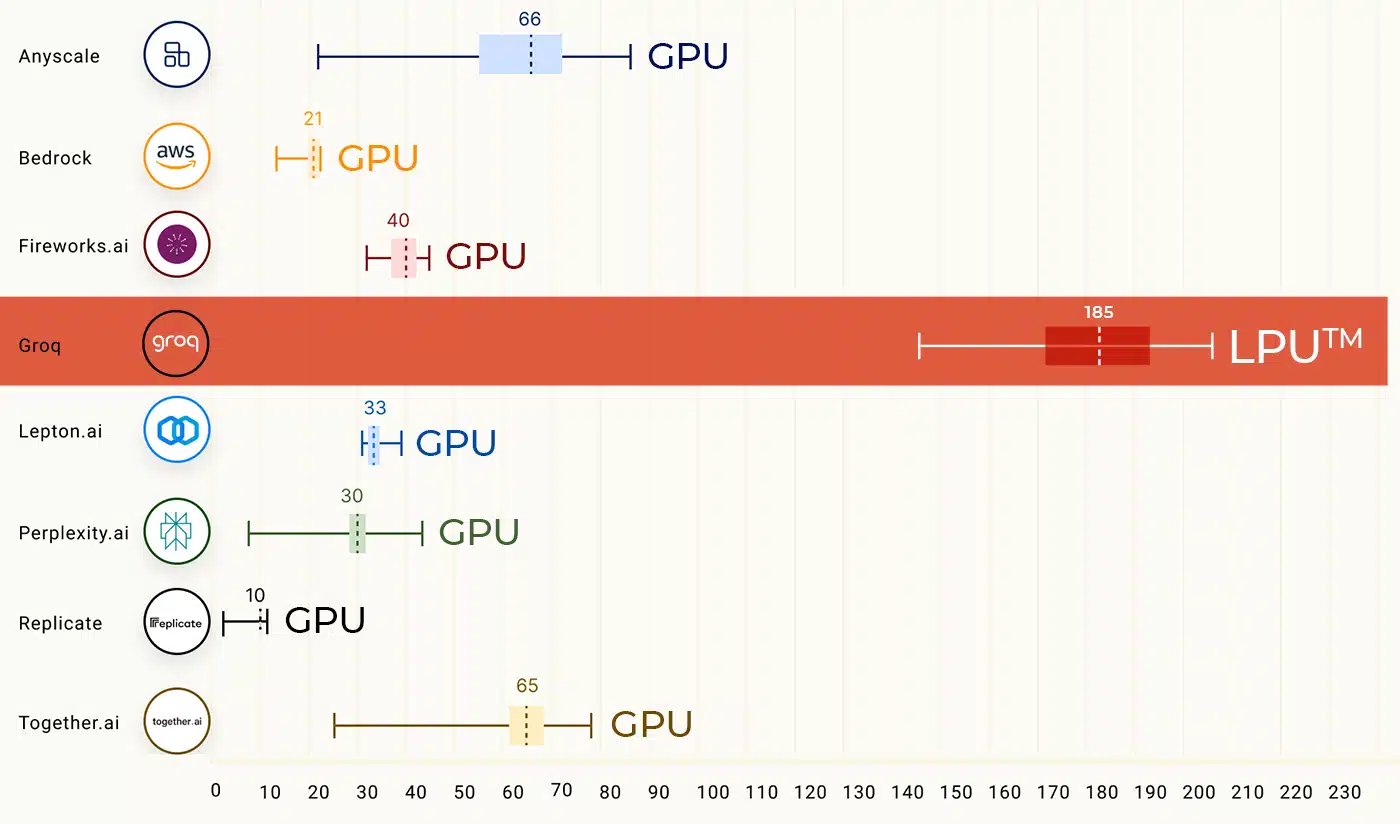 66
Anyscale
GPU
21
Bedrock
aws
GPU
40
Fireworks.ai
GPU
185
Groq
groq
LPU™
33
Lepton.ai
GPU
30
Perplexity.ai
GPU
10
Replicate
replicate
GPU
65
Together.ai
together.ai
GPU
0 10 20 30 40 50 60 70 80 90 100 110 120 130 140 150 160 170 180 190 200 210 220 230